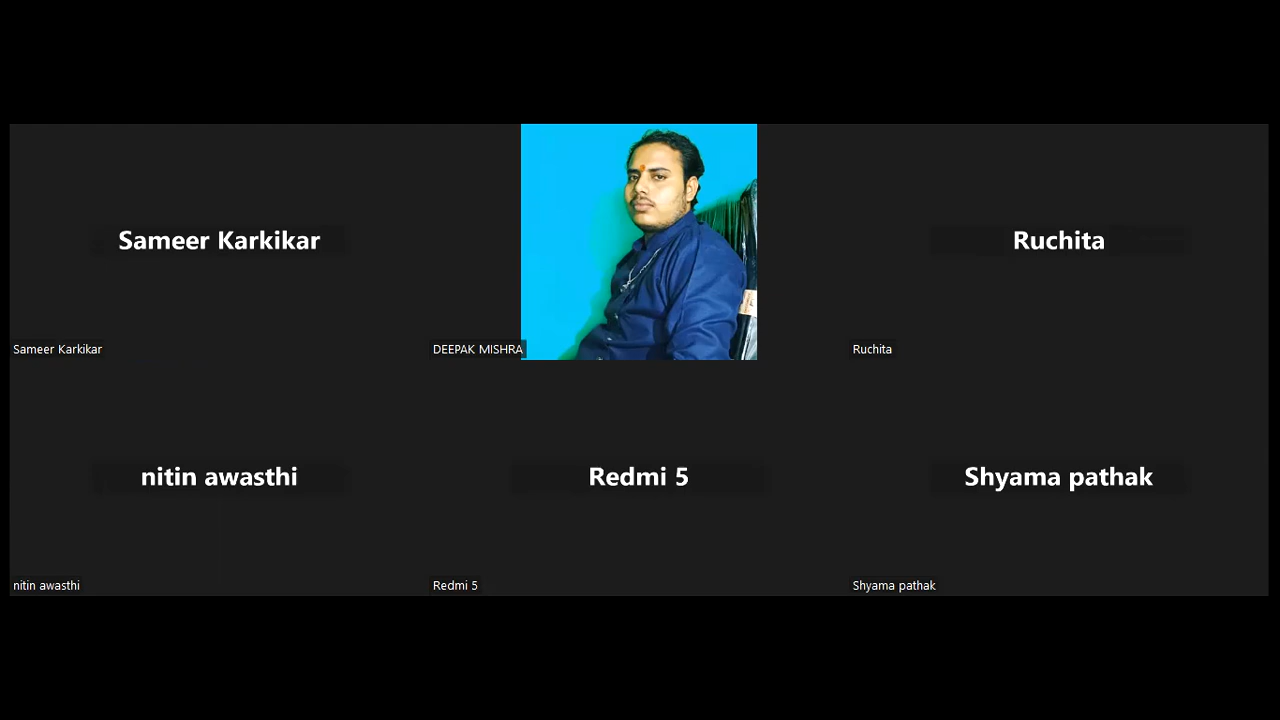 Sameer Karkikar
Sameer Karkikar
DEEPAK MISHRA
Ruchita
Ruchita
nitin awasthi
nitin awasthi
Redmi 5
Redmi 5
Shyama pathak
Shyama pathak